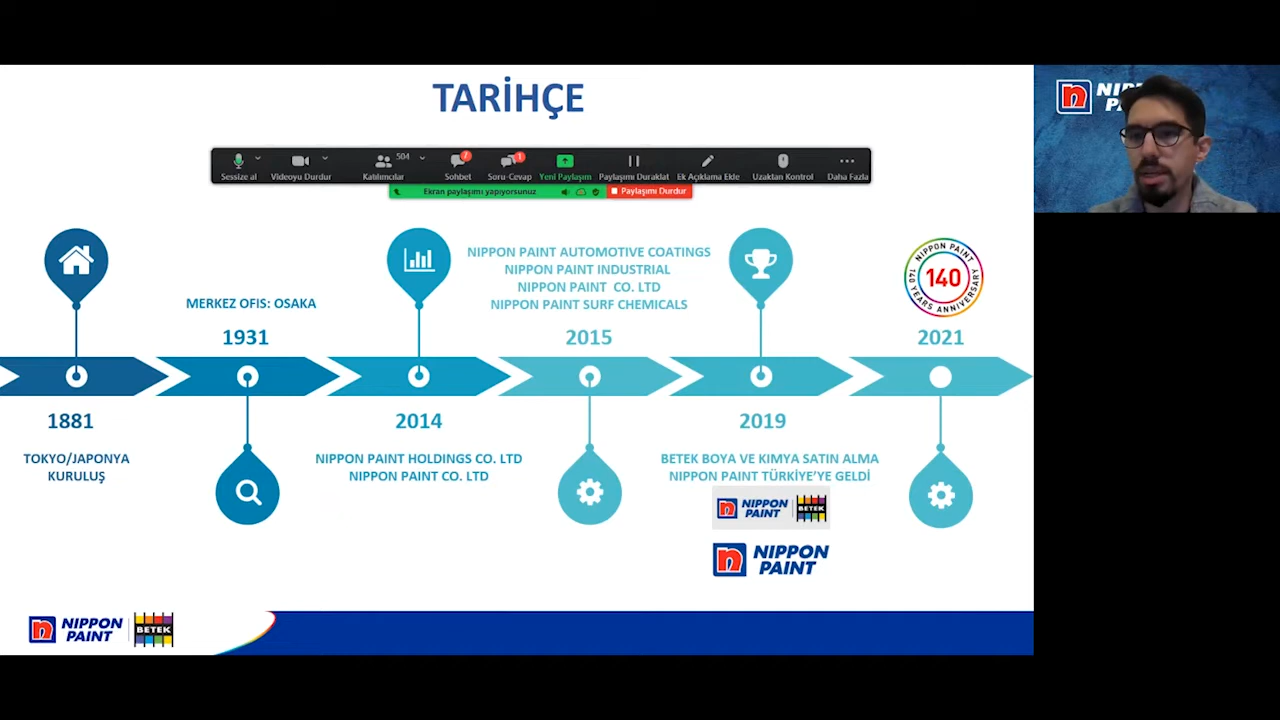 TARİHÇE
504
7
1
Sessize al
Videoyu Durdur
Katılımcılar
Sohbet
Soru-Cevap
Yeni Paylaşım
Paylaşımı Duraklat
Ek Açıklama Ekle
Uzaktan Kontrol
Daha Fazla
Ekran paylaşımı yapıyorsunuz
Paylaşımı Durdur
MERKEZ OFIS: OSAKA
1931
NIPPON PAINT AUTOMOTIVE COATINGS
NIPPON PAINT INDUSTRIAL
NIPPON PAINT CO. LTD
NIPPON PAINT SURF CHEMICALS
2015
NIPPON PAINT
140
140 YEARS ANNIVERSARY
2021
1881
TOKYO/JAPONYA
KURULUŞ
2014
NIPPON PAINT HOLDINGS CO. LTD
NIPPON PAINT CO. LTD
2019
BETEK BOYA VE KIMYA SATIN ALMA
NIPPON PAINT TÜRKİYE'YE GELDİ
n NIPPON
PAINT
BETEK
n NIPPON
PAINT
n NIPPON
PAINT
BETEK
n